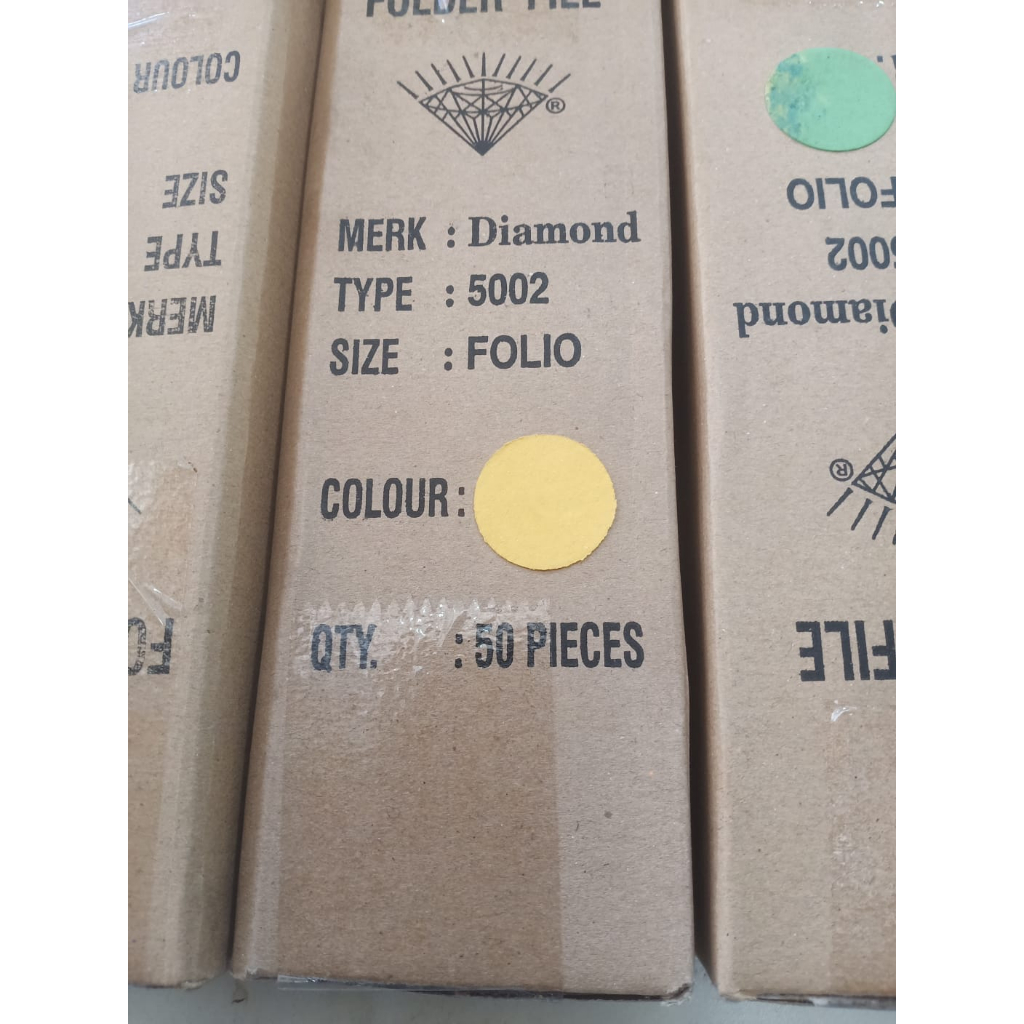 FOLDER FILE
®
MERK : Diamond
TYPE : 5002
SIZE : FOLIO
COLOUR :
QTY. : 50 PIECES
COLOUR
SIZE
TYPE
MERK
FOLIO
5002
Diamond
®
FILE